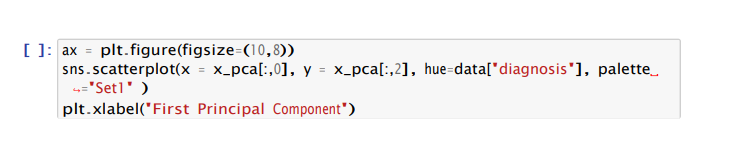 [ ]: ax = plt.figure(figsize=(10,8))
sns.scatterplot(x = x_pca[:,0], y = x_pca[:,2], hue=data["diagnosis"], palette␣
↪="Set1" )
plt.xlabel("First Principal Component")